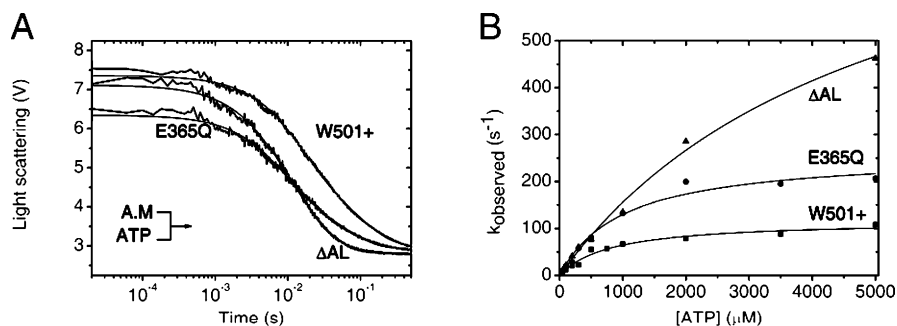 A
8
7
6
5
4
3
Light scattering (V)
W501+
E365Q
A.M
ATP
ΔAL
10⁻⁴ 10⁻³ 10⁻² 10⁻¹
Time (s)
B
500
400
300
200
100
0
kobserved (s⁻¹)
ΔAL
E365Q
W501+
0 1000 2000 3000 4000 5000
[ATP] (μM)